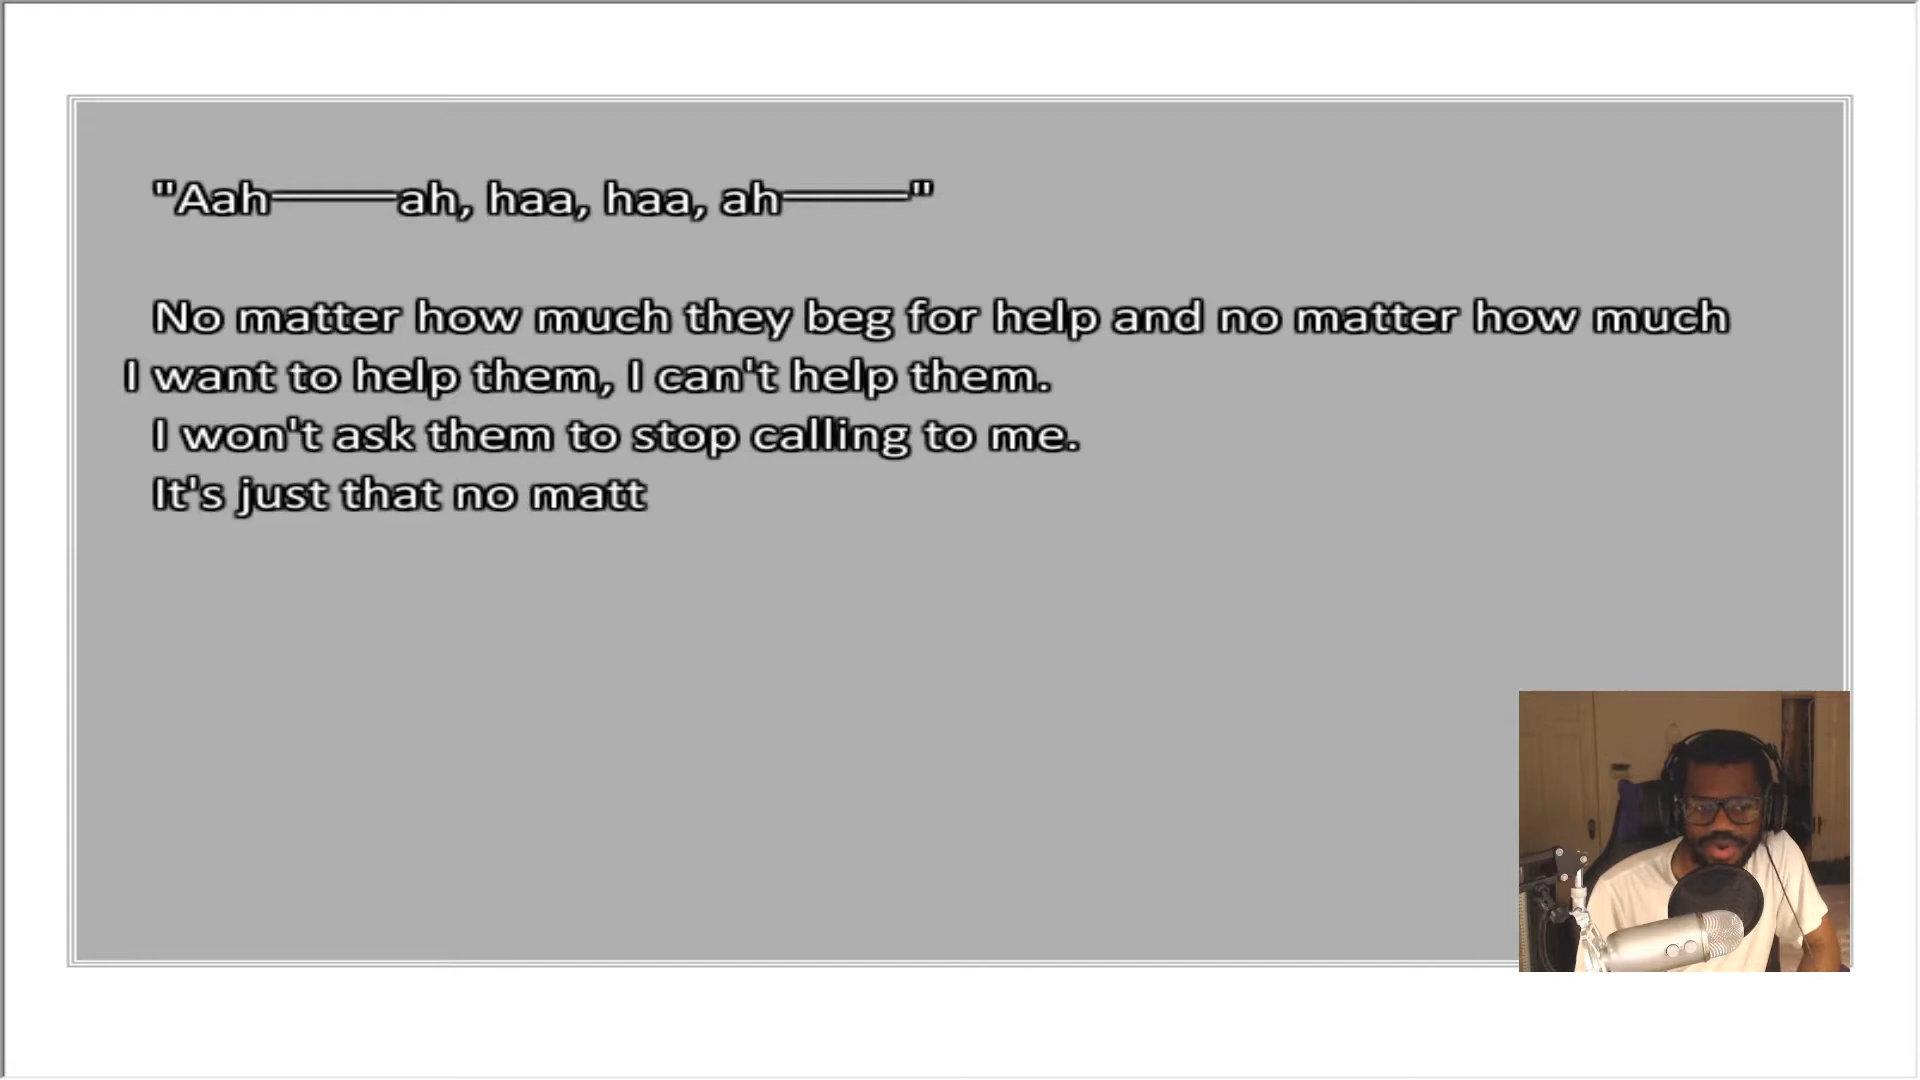 "Aah────ah, haa, haa, ah────"
No matter how much they beg for help and no matter how much
I want to help them, I can't help them.
I won't ask them to stop calling to me.
It's just that no matt